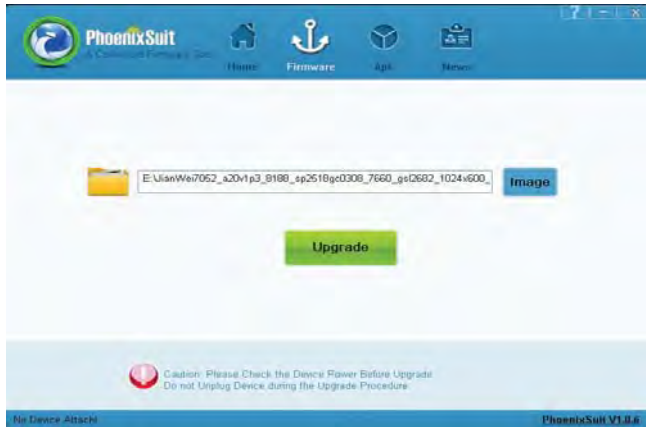 PhoenixSuit
Home
Firmware
Apk
News
E:\JianWei7052_a20v1p3_8188_sp2518gc0308_7660_gsl2682_1024x600_
Image
Upgrade
Caution: Please Check the Device Power Before Upgrade
Do not Unplug Device during the Upgrade Procedure
No Device Attach!
PhoenixSuit V1.0.6